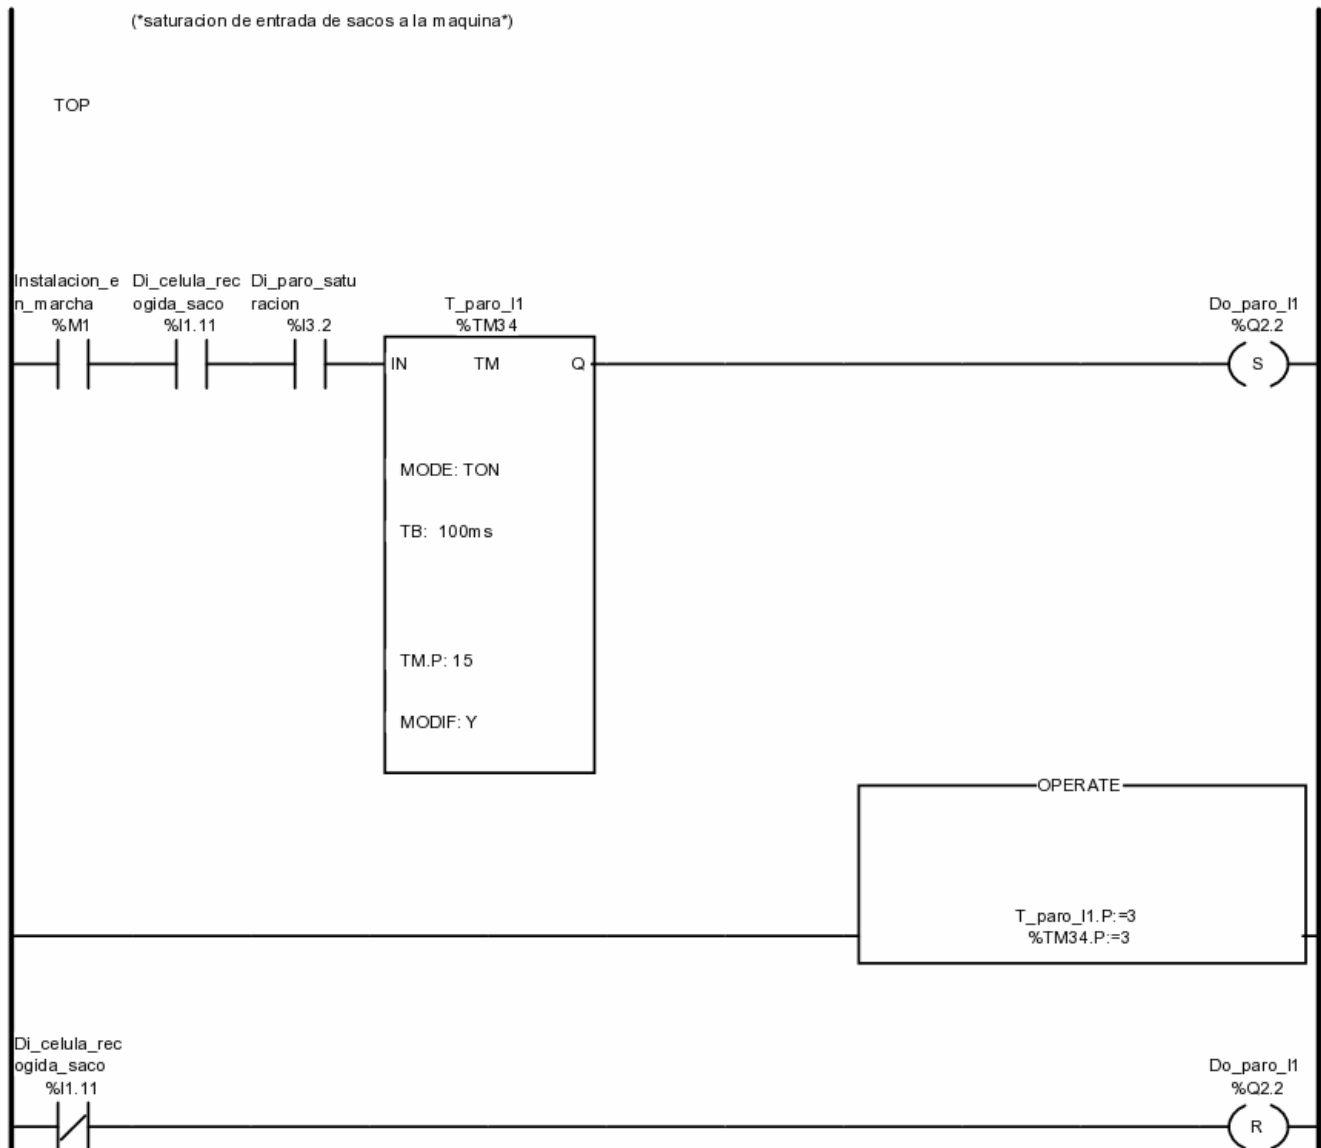 (*saturacion de entrada de sacos a la maquina*)
TOP
Instalacion_e Di_celula_rec Di_paro_satu
n_marcha ogida_saco racion T_paro_l1 Do_paro_l1
%M1 %I1.11 %I3.2 %TM34 %Q2.2
IN TM Q S
MODE: TON
TB: 100ms
TM.P: 15
MODIF: Y
OPERATE
T_paro_l1.P:=3
%TM34.P:=3
Di_celula_rec
ogida_saco Do_paro_l1
%I1.11 %Q2.2
R